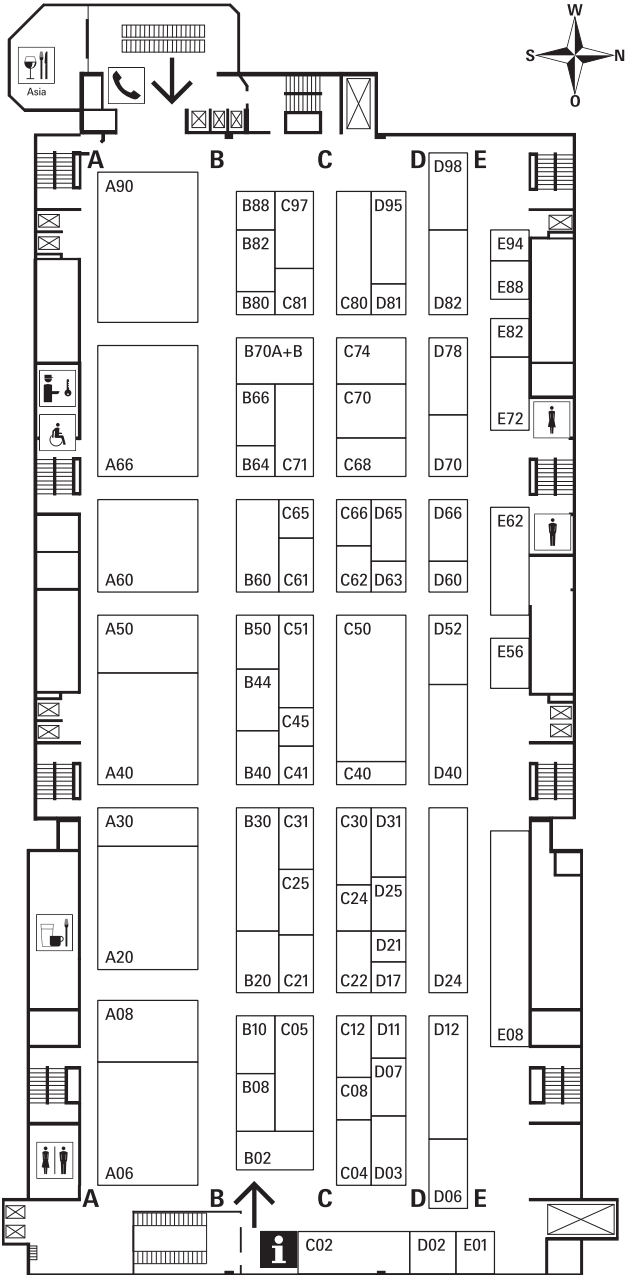 W
S N
O
Asia
A B C D E
D98
A90
B88 C97 D95
B82
E94
E88
B80 C81 C80 D81 D82
E82
B70A+B C74 D78
B66 C70
E72
A66 B64 C71 C68 D70
C65 C66 D65 D66
E62
A60 B60 C61 C62 D63 D60
A50 B50 C51 C50 D52
E56
B44
C45
A40 B40 C41 C40 D40
A30 B30 C31 C30 D31
C25 C24 D25
D21
A20
B20 C21 C22 D17 D24
A08
B10 C05 C12 D11 D12
E08
D07
B08 C08
B02
A06 C04 D03
D06
A B C D E
i C02 D02 E01